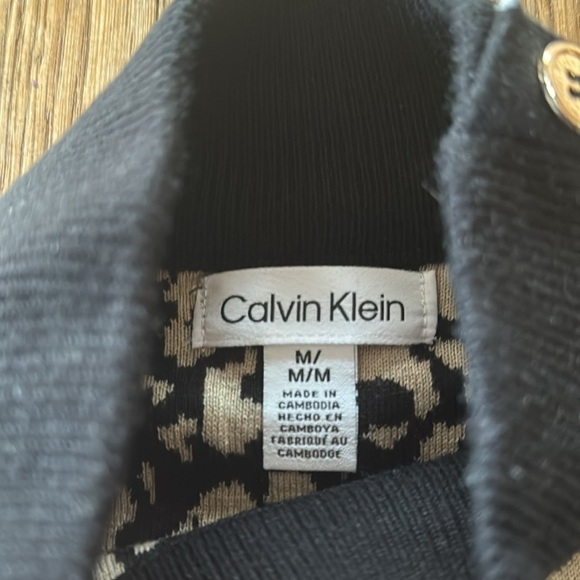 Calvin Klein
M/
M/M
MADE IN
CAMBODIA
HECHO EN
CAMBOYA
FABRIQUÉ AU
CAMBODGE